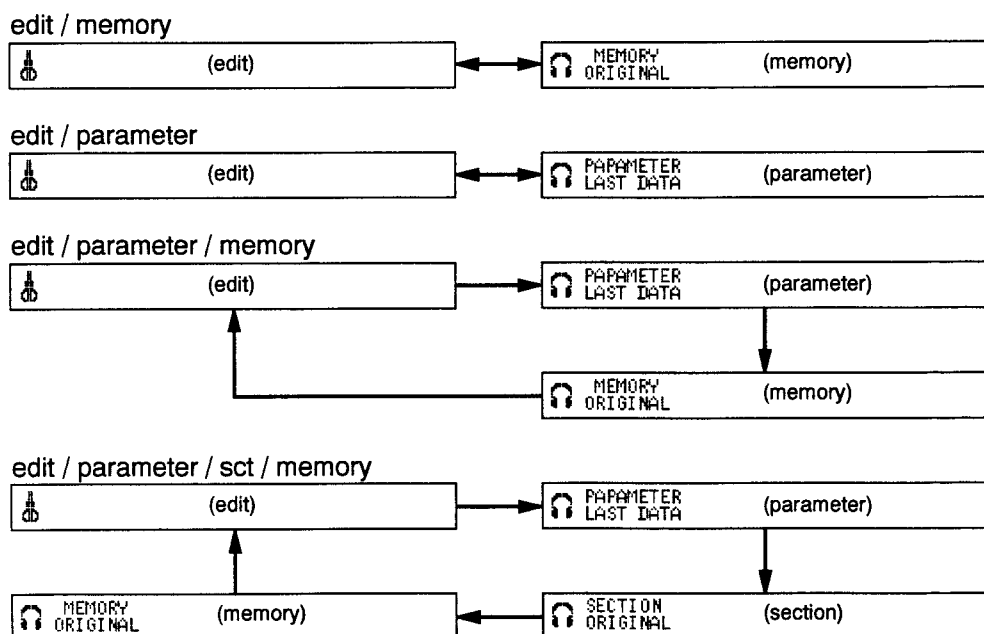 edit / memory
(edit)
MEMORY
ORIGINAL
(memory)
edit / parameter
(edit)
PAPAMETER
LAST DATA
(parameter)
edit / parameter / memory
(edit)
PAPAMETER
LAST DATA
(parameter)
MEMORY
ORIGINAL
(memory)
edit / parameter / sct / memory
(edit)
PAPAMETER
LAST DATA
(parameter)
MEMORY
ORIGINAL
(memory)
SECTION
ORIGINAL
(section)